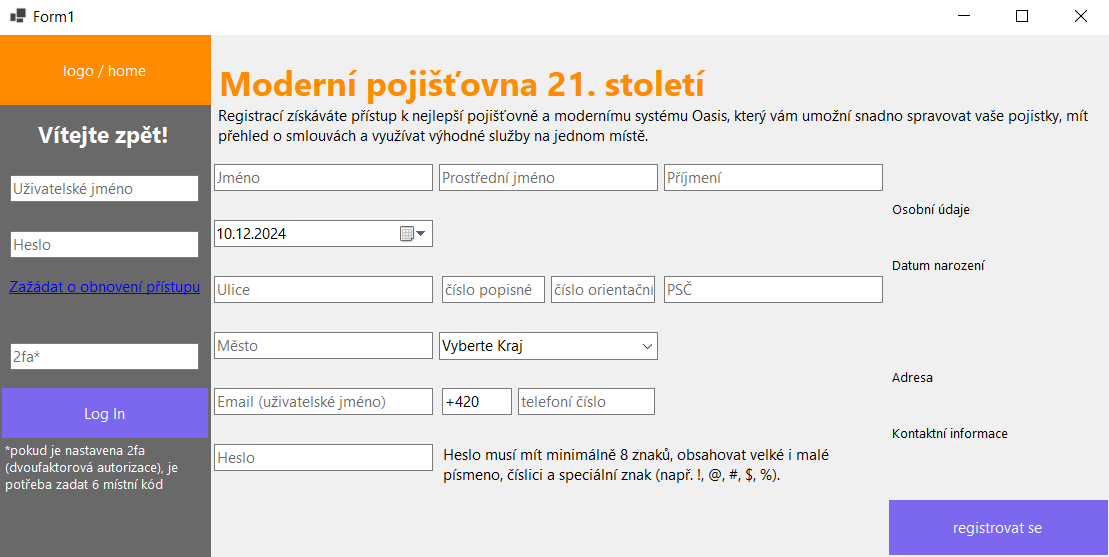 Form1
logo / home
Vítejte zpět!
Uživatelské jméno
Heslo
Zažádat o obnovení přístupu
2fa*
Log In
*pokud je nastavena 2fa
(dvoufaktorová autorizace), je
potřeba zadat 6 místní kód
Moderní pojišťovna 21. století
Registrací získáváte přístup k nejlepší pojišťovně a modernímu systému Oasis, který vám umožní snadno spravovat vaše pojistky, mít
přehled o smlouvách a využívat výhodné služby na jednom místě.
Jméno Prostřední jméno Příjmení
Osobní údaje
10.12.2024
Datum narození
Ulice číslo popisné číslo orientační PSČ
Město Vyberte Kraj
Adresa
Email (uživatelské jméno) +420 telefoní číslo
Kontaktní informace
Heslo
Heslo musí mít minimálně 8 znaků, obsahovat velké i malé
písmeno, číslici a speciální znak (např. !, @, #, $, %).
registrovat se